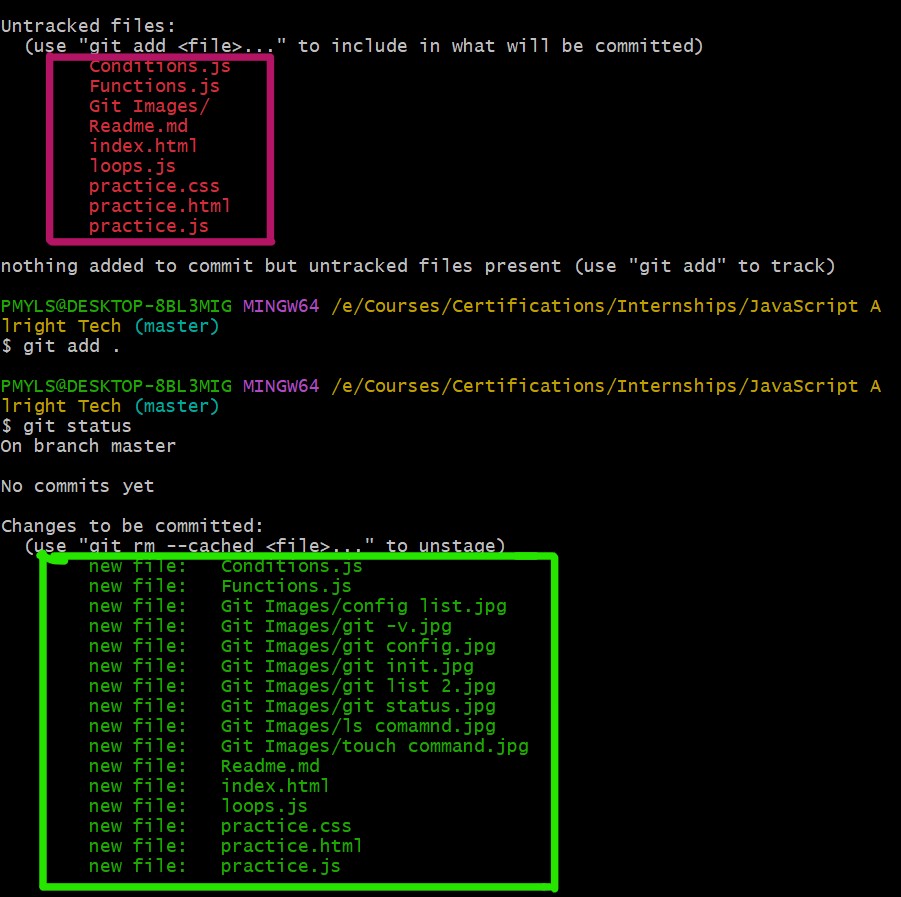 Untracked files:
  (use "git add <file>..." to include in what will be committed)
        Conditions.js
        Functions.js
        Git Images/
        Readme.md
        index.html
        loops.js
        practice.css
        practice.html
        practice.js
nothing added to commit but untracked files present (use "git add" to track)
PMYLS@DESKTOP-8BL3MIG MINGW64 /e/Courses/Certifications/Internships/JavaScript A
lright Tech (master)
$ git add .
PMYLS@DESKTOP-8BL3MIG MINGW64 /e/Courses/Certifications/Internships/JavaScript A
lright Tech (master)
$ git status
On branch master
No commits yet
Changes to be committed:
  (use "git rm --cached <file>..." to unstage)
        new file:   Conditions.js
        new file:   Functions.js
        new file:   Git Images/config list.jpg
        new file:   Git Images/git -v.jpg
        new file:   Git Images/git config.jpg
        new file:   Git Images/git init.jpg
        new file:   Git Images/git list 2.jpg
        new file:   Git Images/git status.jpg
        new file:   Git Images/ls comamnd.jpg
        new file:   Git Images/touch command.jpg
        new file:   Readme.md
        new file:   index.html
        new file:   loops.js
        new file:   practice.css
        new file:   practice.html
        new file:   practice.js